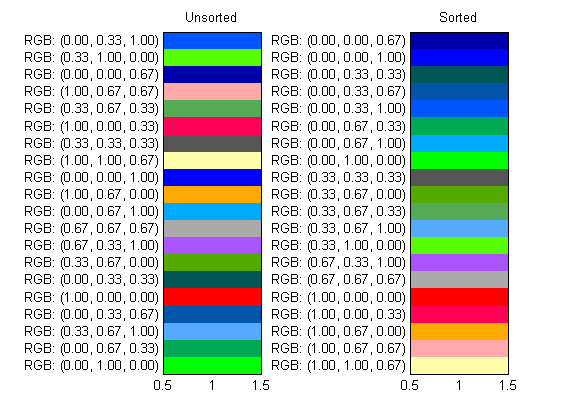 Unsorted
RGB: (0.00, 0.33, 1.00)
RGB: (0.33, 1.00, 0.00)
RGB: (0.00, 0.00, 0.67)
RGB: (1.00, 0.67, 0.67)
RGB: (0.33, 0.67, 0.33)
RGB: (1.00, 0.00, 0.33)
RGB: (0.33, 0.33, 0.33)
RGB: (1.00, 1.00, 0.67)
RGB: (0.00, 0.00, 1.00)
RGB: (1.00, 0.67, 0.00)
RGB: (0.00, 0.67, 1.00)
RGB: (0.67, 0.67, 0.67)
RGB: (0.67, 0.33, 1.00)
RGB: (0.33, 0.67, 0.00)
RGB: (0.00, 0.33, 0.33)
RGB: (1.00, 0.00, 0.00)
RGB: (0.00, 0.33, 0.67)
RGB: (0.33, 0.67, 1.00)
RGB: (0.00, 0.67, 0.33)
RGB: (0.00, 1.00, 0.00)
0.5 1 1.5
Sorted
RGB: (0.00, 0.00, 0.67)
RGB: (0.00, 0.00, 1.00)
RGB: (0.00, 0.33, 0.33)
RGB: (0.00, 0.33, 0.67)
RGB: (0.00, 0.33, 1.00)
RGB: (0.00, 0.67, 0.33)
RGB: (0.00, 0.67, 1.00)
RGB: (0.00, 1.00, 0.00)
RGB: (0.33, 0.33, 0.33)
RGB: (0.33, 0.67, 0.00)
RGB: (0.33, 0.67, 0.33)
RGB: (0.33, 0.67, 1.00)
RGB: (0.33, 1.00, 0.00)
RGB: (0.67, 0.33, 1.00)
RGB: (0.67, 0.67, 0.67)
RGB: (1.00, 0.00, 0.00)
RGB: (1.00, 0.00, 0.33)
RGB: (1.00, 0.67, 0.00)
RGB: (1.00, 0.67, 0.67)
RGB: (1.00, 1.00, 0.67)
0.5 1 1.5